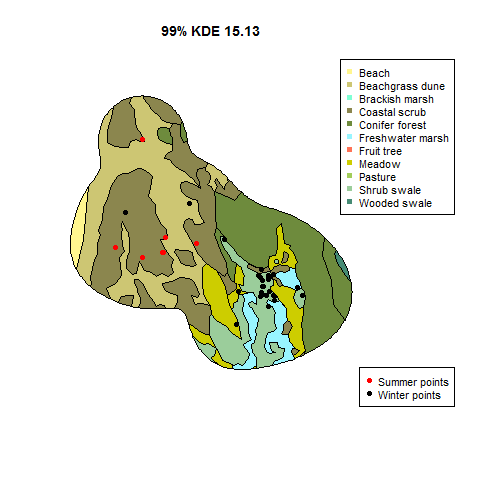 99% KDE 15.13
Beach
Beachgrass dune
Brackish marsh
Coastal scrub
Conifer forest
Freshwater marsh
Fruit tree
Meadow
Pasture
Shrub swale
Wooded swale
Summer points
Winter points